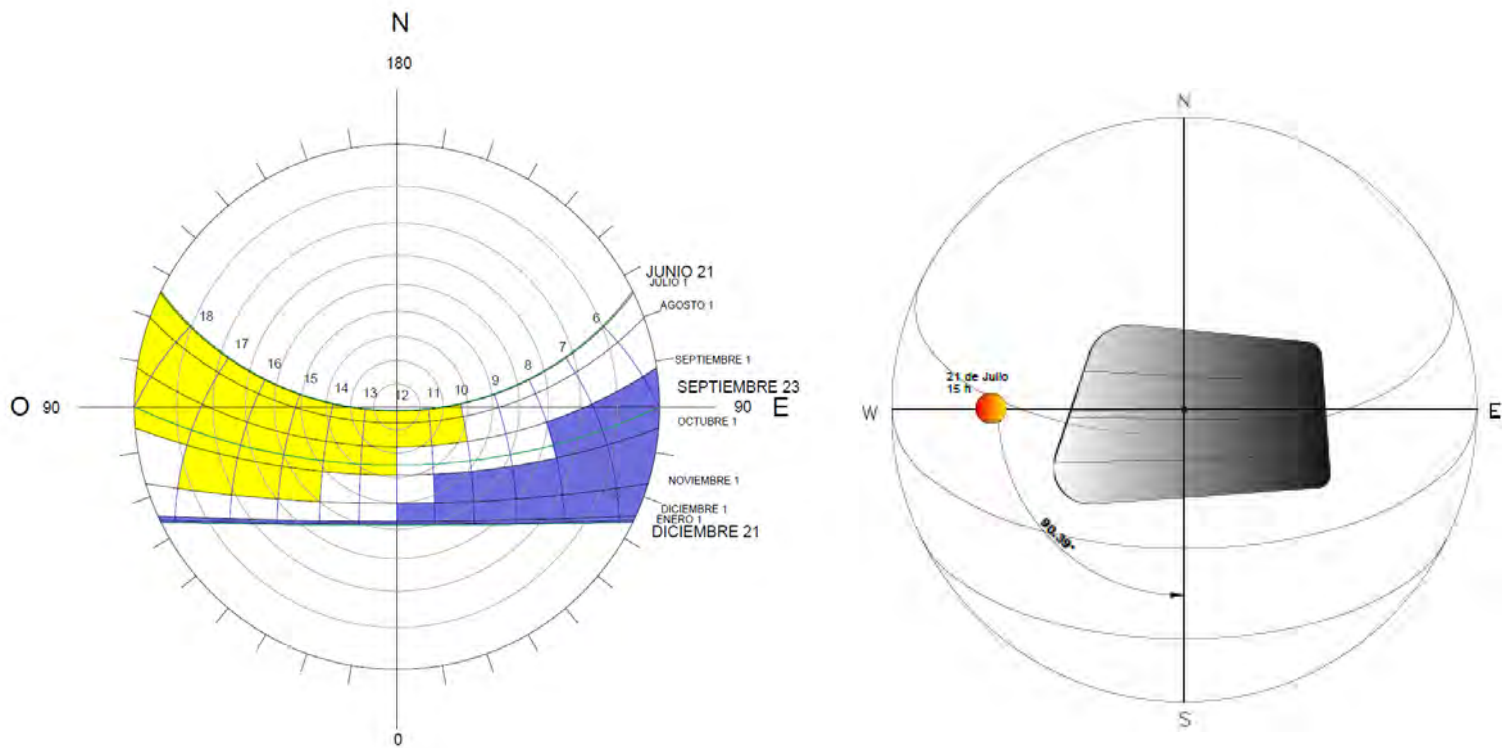 N
180
JUNIO 21
JULIO 1
AGOSTO 1
18
6
17
7
16
8
15
9
14
10
13
12
11
SEPTIEMBRE 1
SEPTIEMBRE 23
O 90
90 E
OCTUBRE 1
NOVIEMBRE 1
DICIEMBRE 1
ENERO 1
DICIEMBRE 21
0
N
21 de Julio
15 h
W
E
90.39°
S